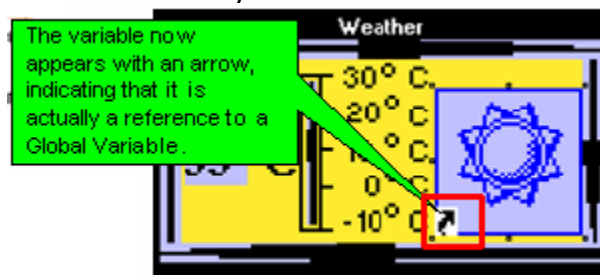 Weather
The variable now
appears with an arrow,
indicating that it is
actually a reference to a
Global Variable.
30° C.
20° C
° C.
0° C
-10° C.